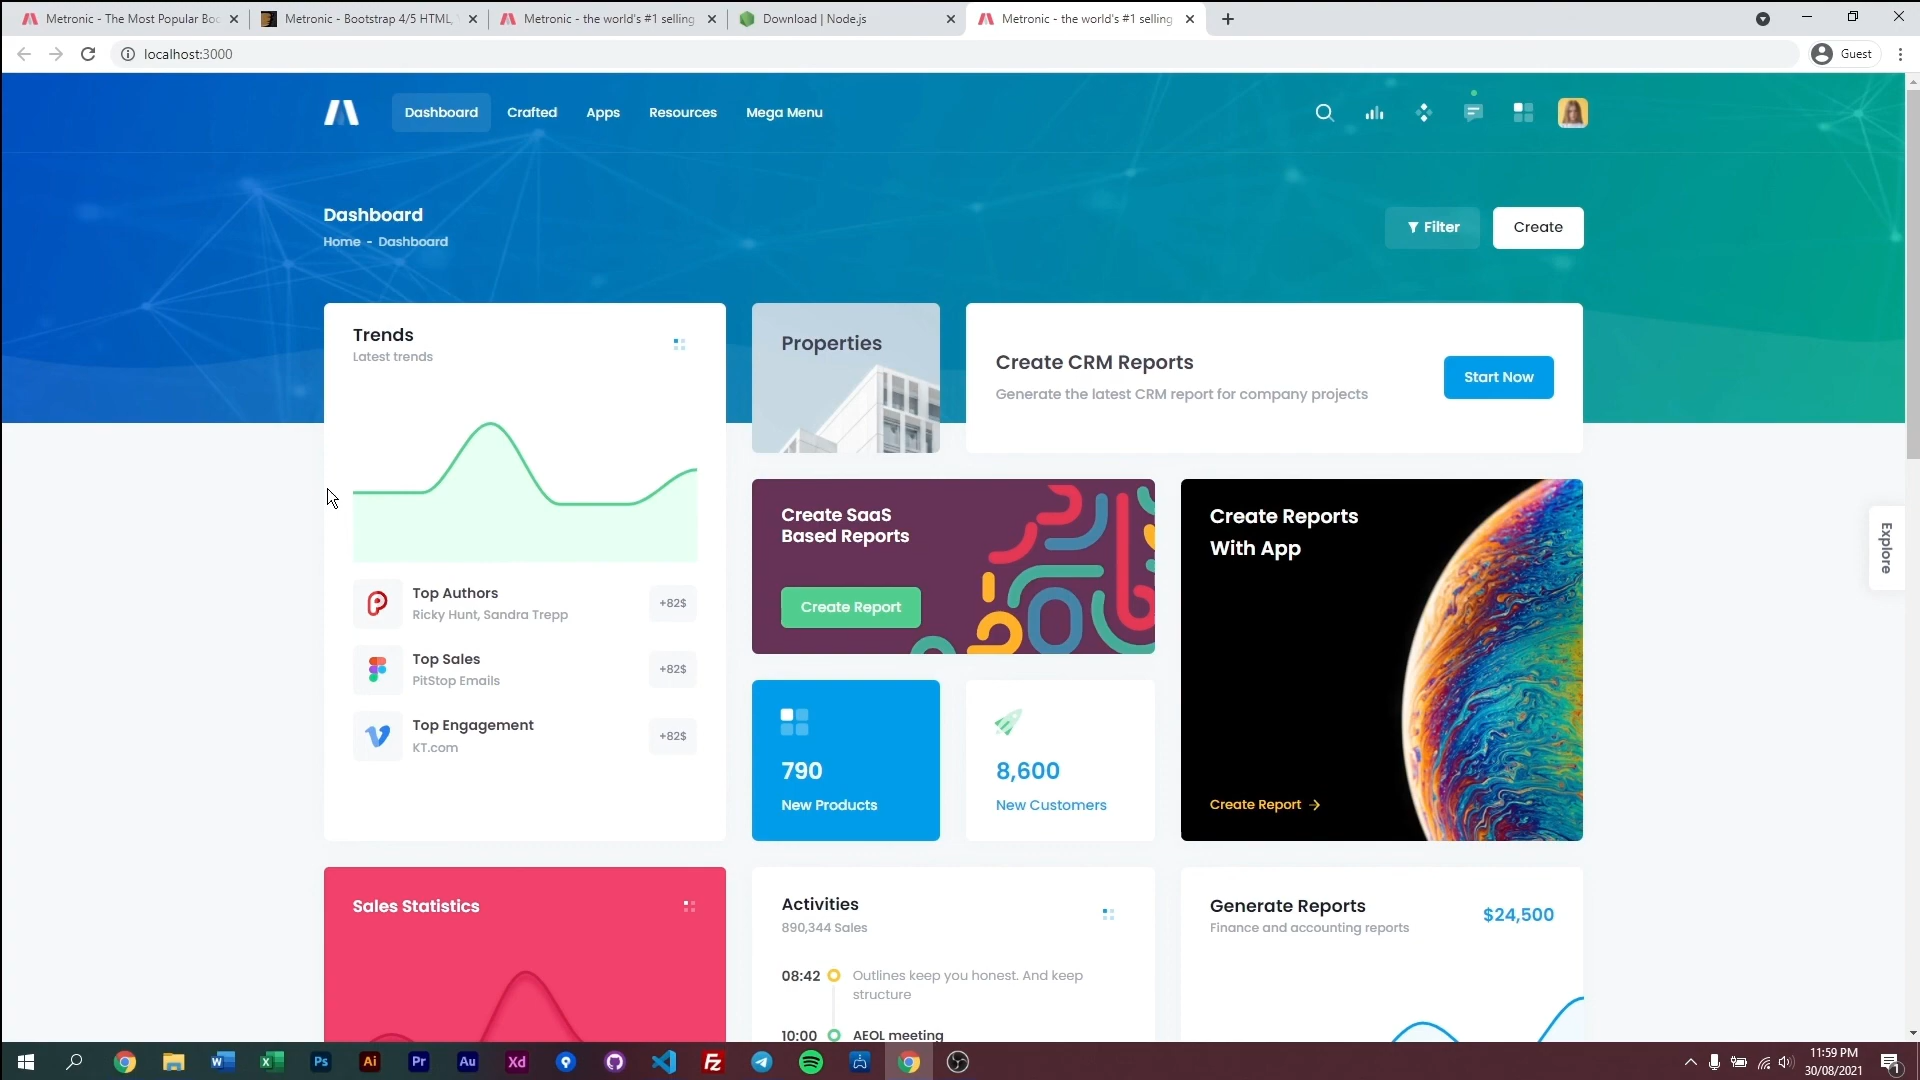 Metronic - The Most Popular Boo
Metronic - Bootstrap 4/5 HTML,
Metronic - the world's #1 selling
Download | Node.js
Metronic - the world's #1 selling
localhost:3000
Guest
Dashboard
Crafted
Apps
Resources
Mega Menu
Dashboard
Home - Dashboard
Filter
Create
Trends
Latest trends
Properties
Create CRM Reports
Generate the latest CRM report for company projects
Start Now
Create SaaS
Based Reports
Create Report
Create Reports
With App
Create Report
Explore
Top Authors
Ricky Hunt, Sandra Trepp
+82$
Top Sales
PitStop Emails
+82$
Top Engagement
KT.com
+82$
790
New Products
8,600
New Customers
Sales Statistics
Activities
890,344 Sales
08:42
Outlines keep you honest. And keep
structure
10:00
AEOL meeting
Generate Reports
Finance and accounting reports
$24,500
Ps
Ai
Pr
Au
Xd
11:59 PM
30/08/2021
1